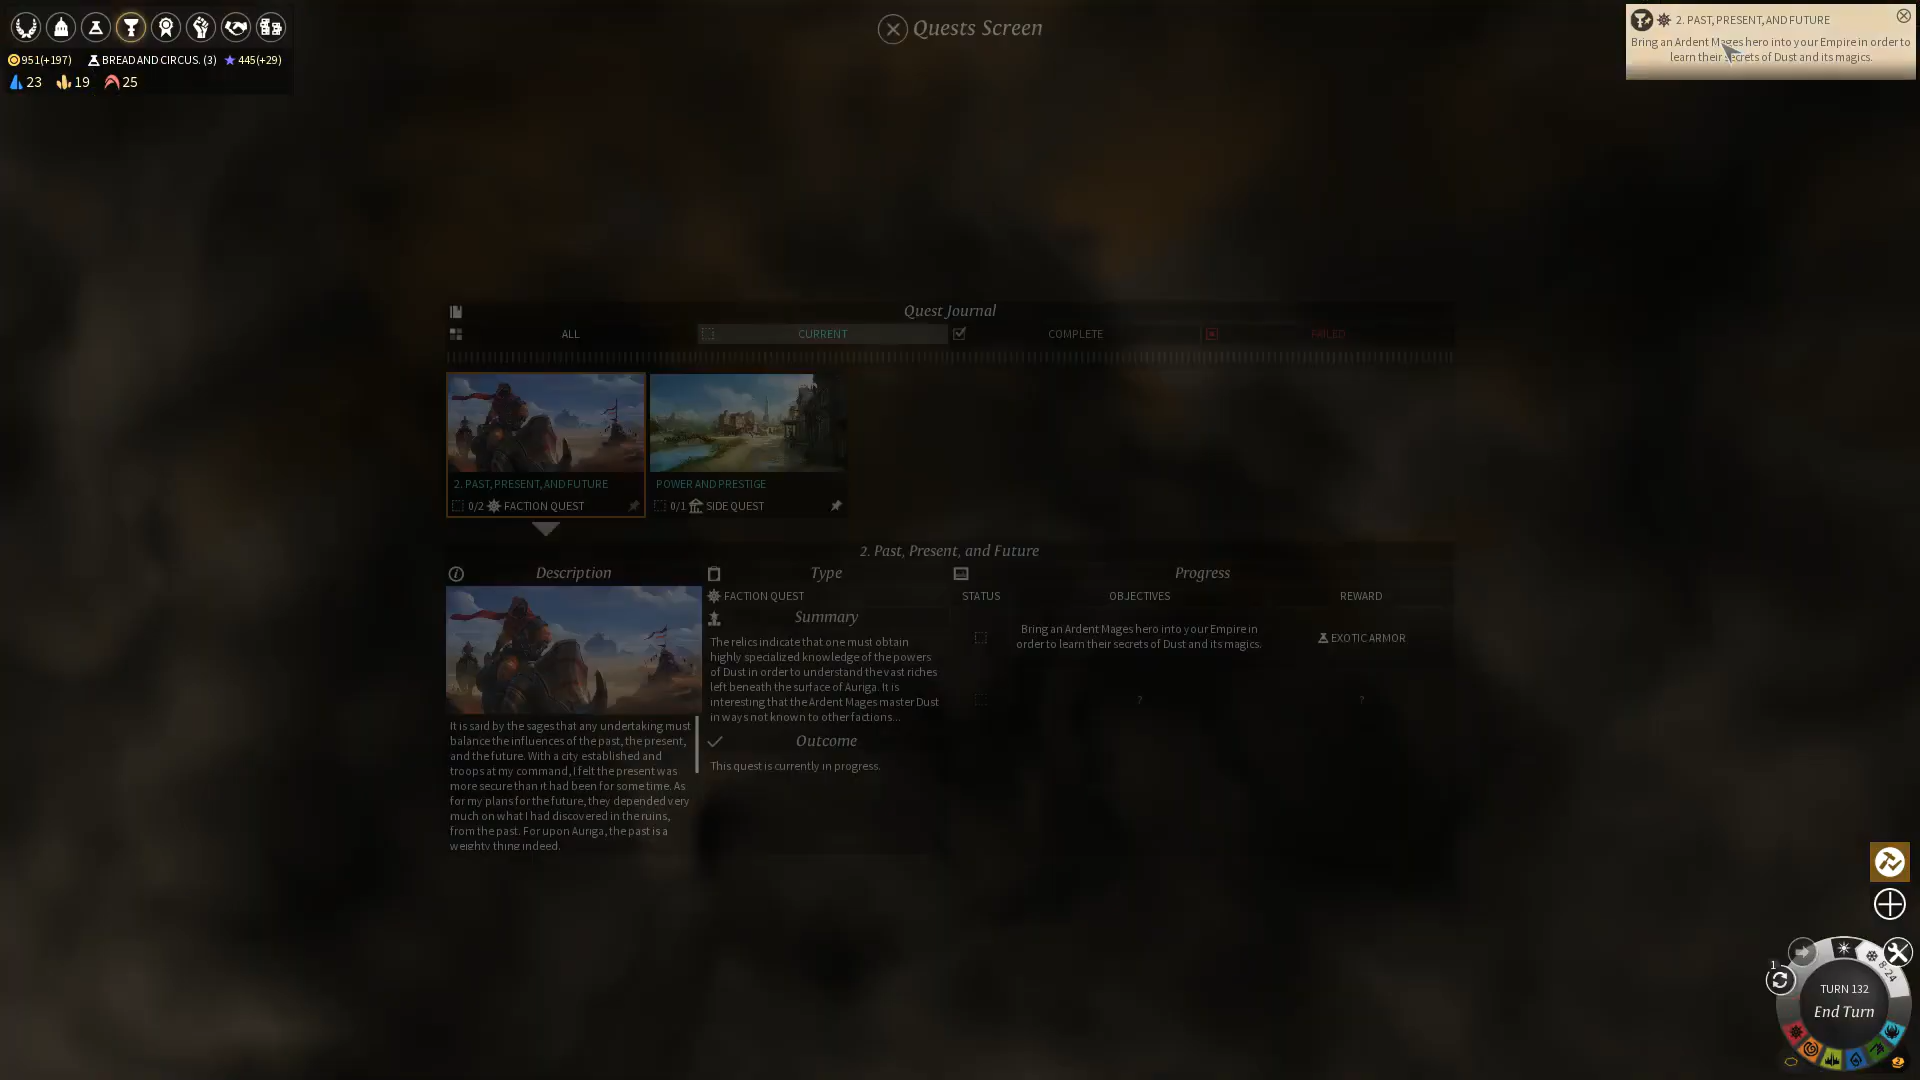 Quests Screen
951(+197) BREAD AND CIRCUS. (3) 445(+29)
23 19 25
2. PAST, PRESENT, AND FUTURE
Bring an Ardent Mages hero into your Empire in order to
learn their secrets of Dust and its magics.
Quest Journal
ALL CURRENT COMPLETE FAILED
2. PAST, PRESENT, AND FUTURE
0/2 FACTION QUEST
POWER AND PRESTIGE
0/1 SIDE QUEST
2. Past, Present, and Future
Description
It is said by the sages that any undertaking must
balance the influences of the past, the present,
and the future. With a city established and
troops at my command, I felt the present was
more secure than it had been for some time. As
for my plans for the future, they depended very
much on what I had discovered in the ruins,
from the past. For upon Auriga, the past is a
weighty thing indeed.
Type
FACTION QUEST
Summary
The relics indicate that one must obtain
highly specialized knowledge of the powers
of Dust in order to understand the vast riches
left beneath the surface of Auriga. It is
interesting that the Ardent Mages master Dust
in ways not known to other factions...
Outcome
This quest is currently in progress.
Progress
STATUS OBJECTIVES REWARD
Bring an Ardent Mages hero into your Empire in
order to learn their secrets of Dust and its magics.
EXOTIC ARMOR
? ?
8-24
1
TURN 132
End Turn